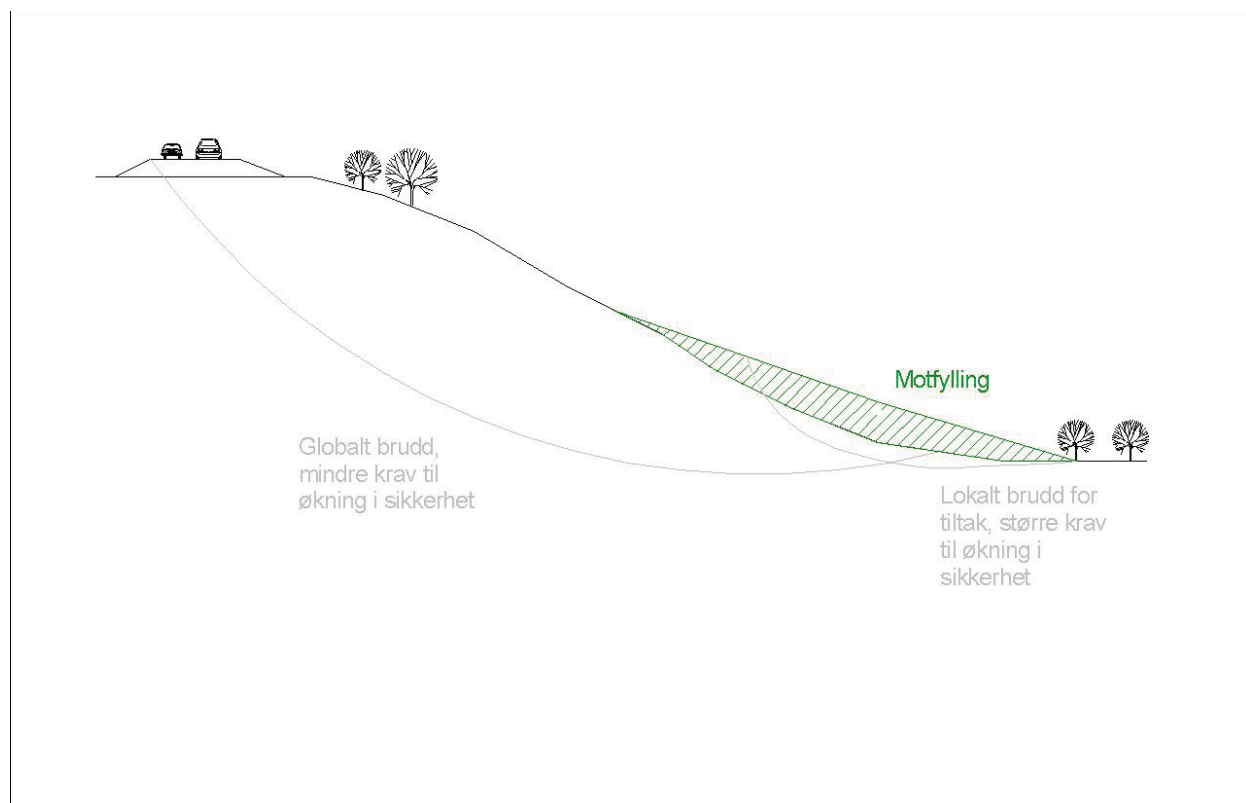 Motfylling
Globalt brudd,
mindre krav til
økning i sikkerhet
Lokalt brudd for
tiltak, større krav
til økning i
sikkerhet